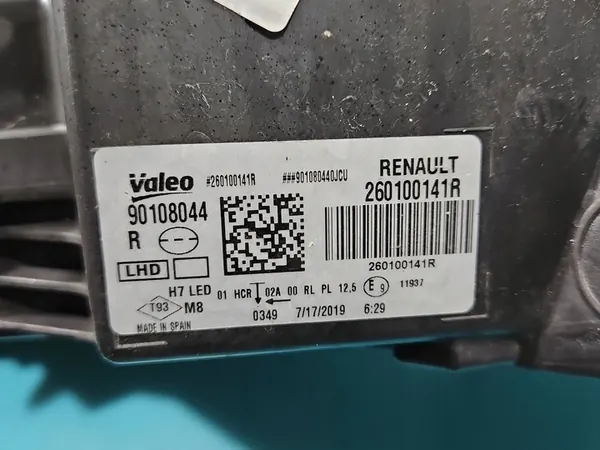 Valeo #260100141R ###901080440JCU RENAULT
90108044 260100141R
R
LHD 260100141R
H7 LED 01 HCR 02A 00 RL PL 12,5 E9 11937
T93 M8 0349 7/17/2019 6:29
MADE IN SPAIN